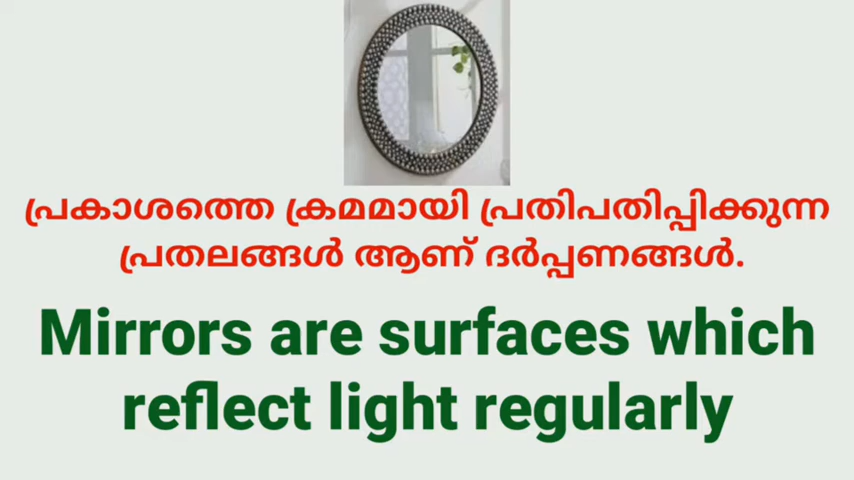 പ്രകാശത്തെ ക്രമമായി പ്രതിപതിപ്പിക്കുന്ന
പ്രതലങ്ങൾ ആണ് ദർപ്പണങ്ങൾ.
Mirrors are surfaces which
reflect light regularly